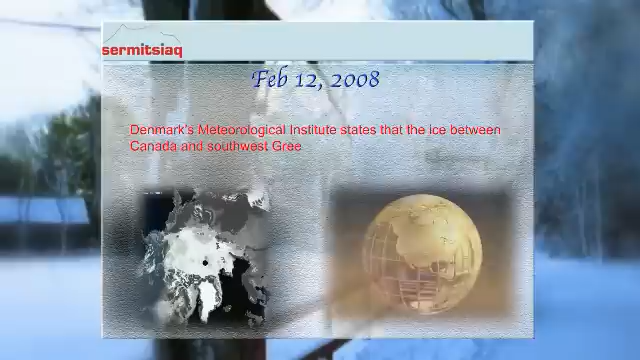 sermitsiaq
Feb 12, 2008
Denmark's Meteorological Institute states that the ice between
Canada and southwest Gree